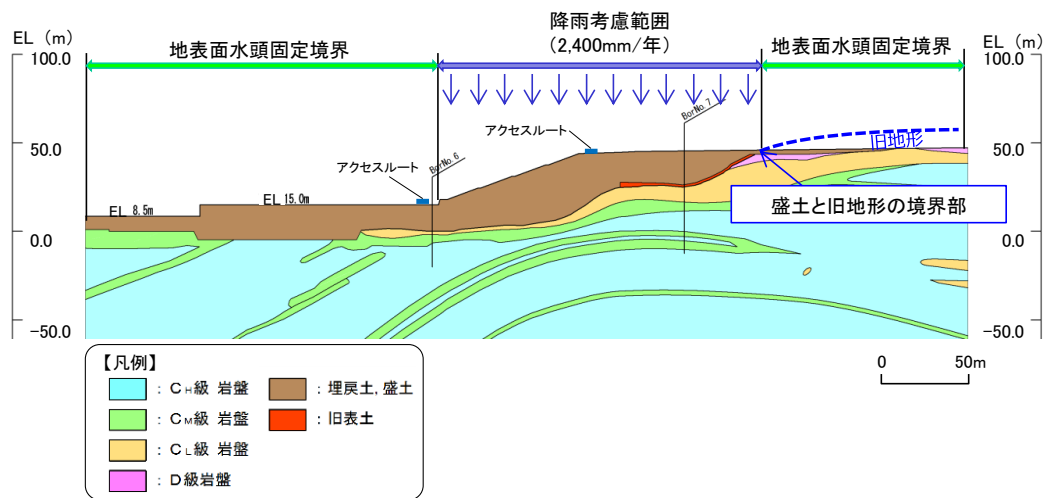 降雨考慮範囲
（2,400mm/年）
EL（m）
地表面水頭固定境界
地表面水頭固定境界
EL（m）
100.0
100.0
BorNo.7
アクセスルート
旧地形
50.0
50.0
アクセスルート
BorNo.6
盛土と旧地形の境界部
EL 8.5m
EL 15.0m
0.0
0.0
-50.0
-50.0
【凡例】
：CH級 岩盤
：埋戻土，盛土
：CM級 岩盤
：旧表土
：CL級 岩盤
：D級岩盤
0 50m